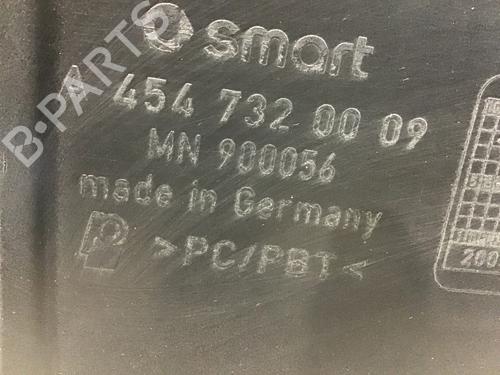 smart
A 454 732 00 09
MN 900056
made in Germany
>PC/PBT<
200
B-PARTS